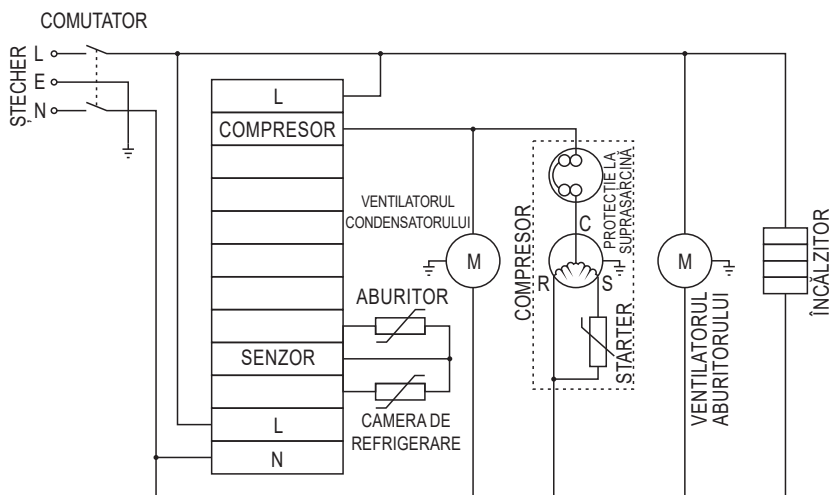 COMUTATOR
ȘTECHER
L
E
N
L
COMPRESOR
SENZOR
L
N
VENTILATORUL
CONDENSATORULUI
M
ABURITOR
CAMERA DE
REFRIGERARE
COMPRESOR
PROTECȚIE LA
SUPRASARCINĂ
C
R
S
STARTER
M
VENTILATORUL
ABURITORULUI
ÎNCĂLZITOR